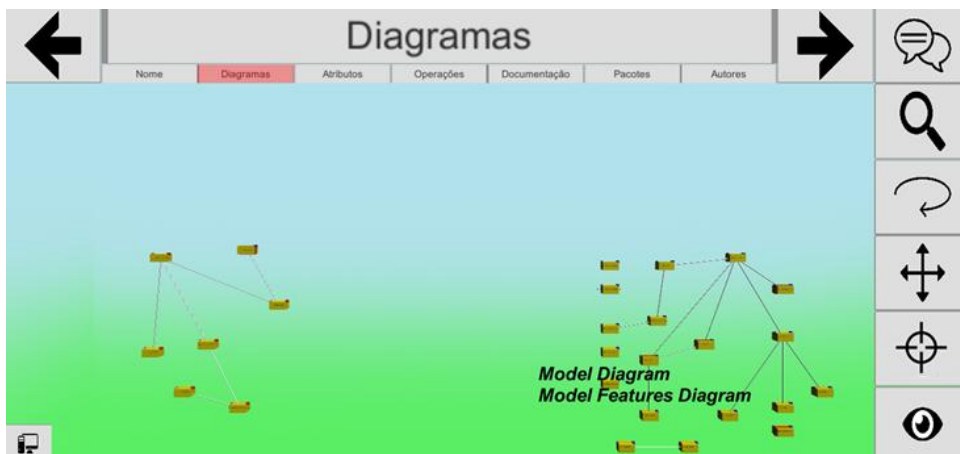 Diagramas
Nome Diagramas Atributos Operações Documentação Pacotes Autores
Model Diagram
Model Features Diagram